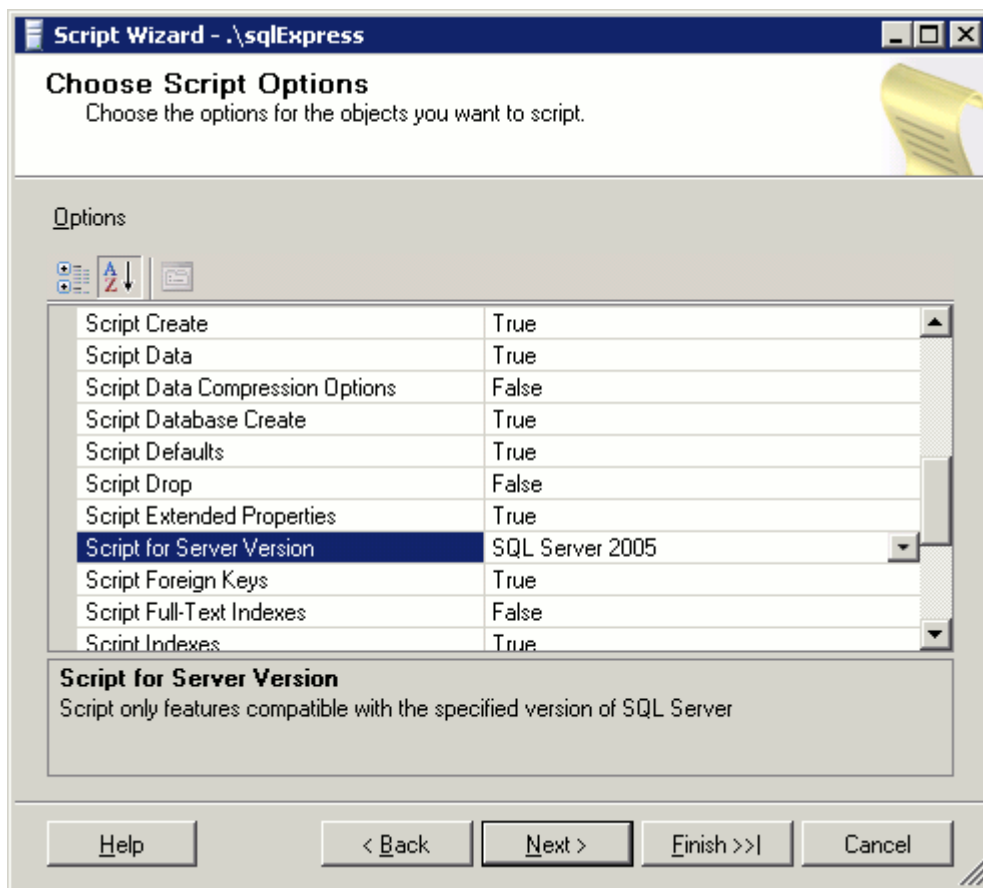 Script Wizard - .\sqlExpress
Choose Script Options
Choose the options for the objects you want to script.
Options
Script Create True
Script Data True
Script Data Compression Options False
Script Database Create True
Script Defaults True
Script Drop False
Script Extended Properties True
Script for Server Version SQL Server 2005
Script Foreign Keys True
Script Full-Text Indexes False
Script Indexes True
Script for Server Version
Script only features compatible with the specified version of SQL Server
Help < Back Next > Finish >>| Cancel